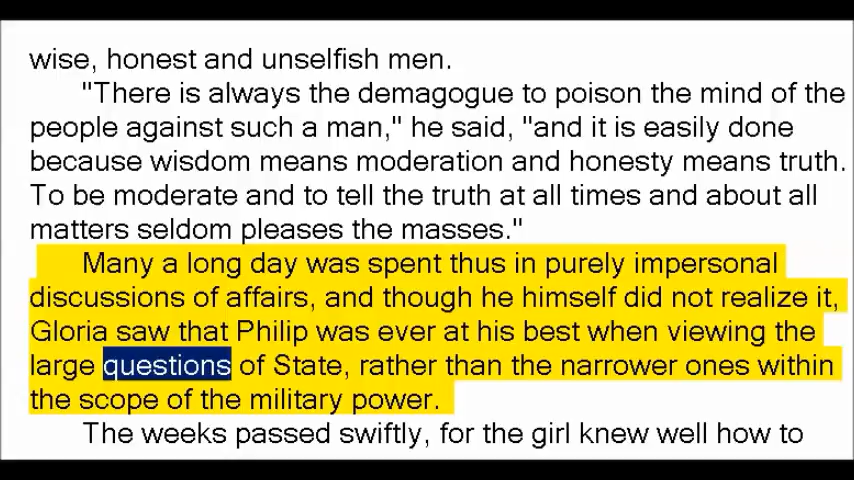 wise, honest and unselfish men.
"There is always the demagogue to poison the mind of the
people against such a man," he said, "and it is easily done
because wisdom means moderation and honesty means truth.
To be moderate and to tell the truth at all times and about all
matters seldom pleases the masses."
Many a long day was spent thus in purely impersonal
discussions of affairs, and though he himself did not realize it,
Gloria saw that Philip was ever at his best when viewing the
large questions of State, rather than the narrower ones within
the scope of the military power.
The weeks passed swiftly, for the girl knew well how to